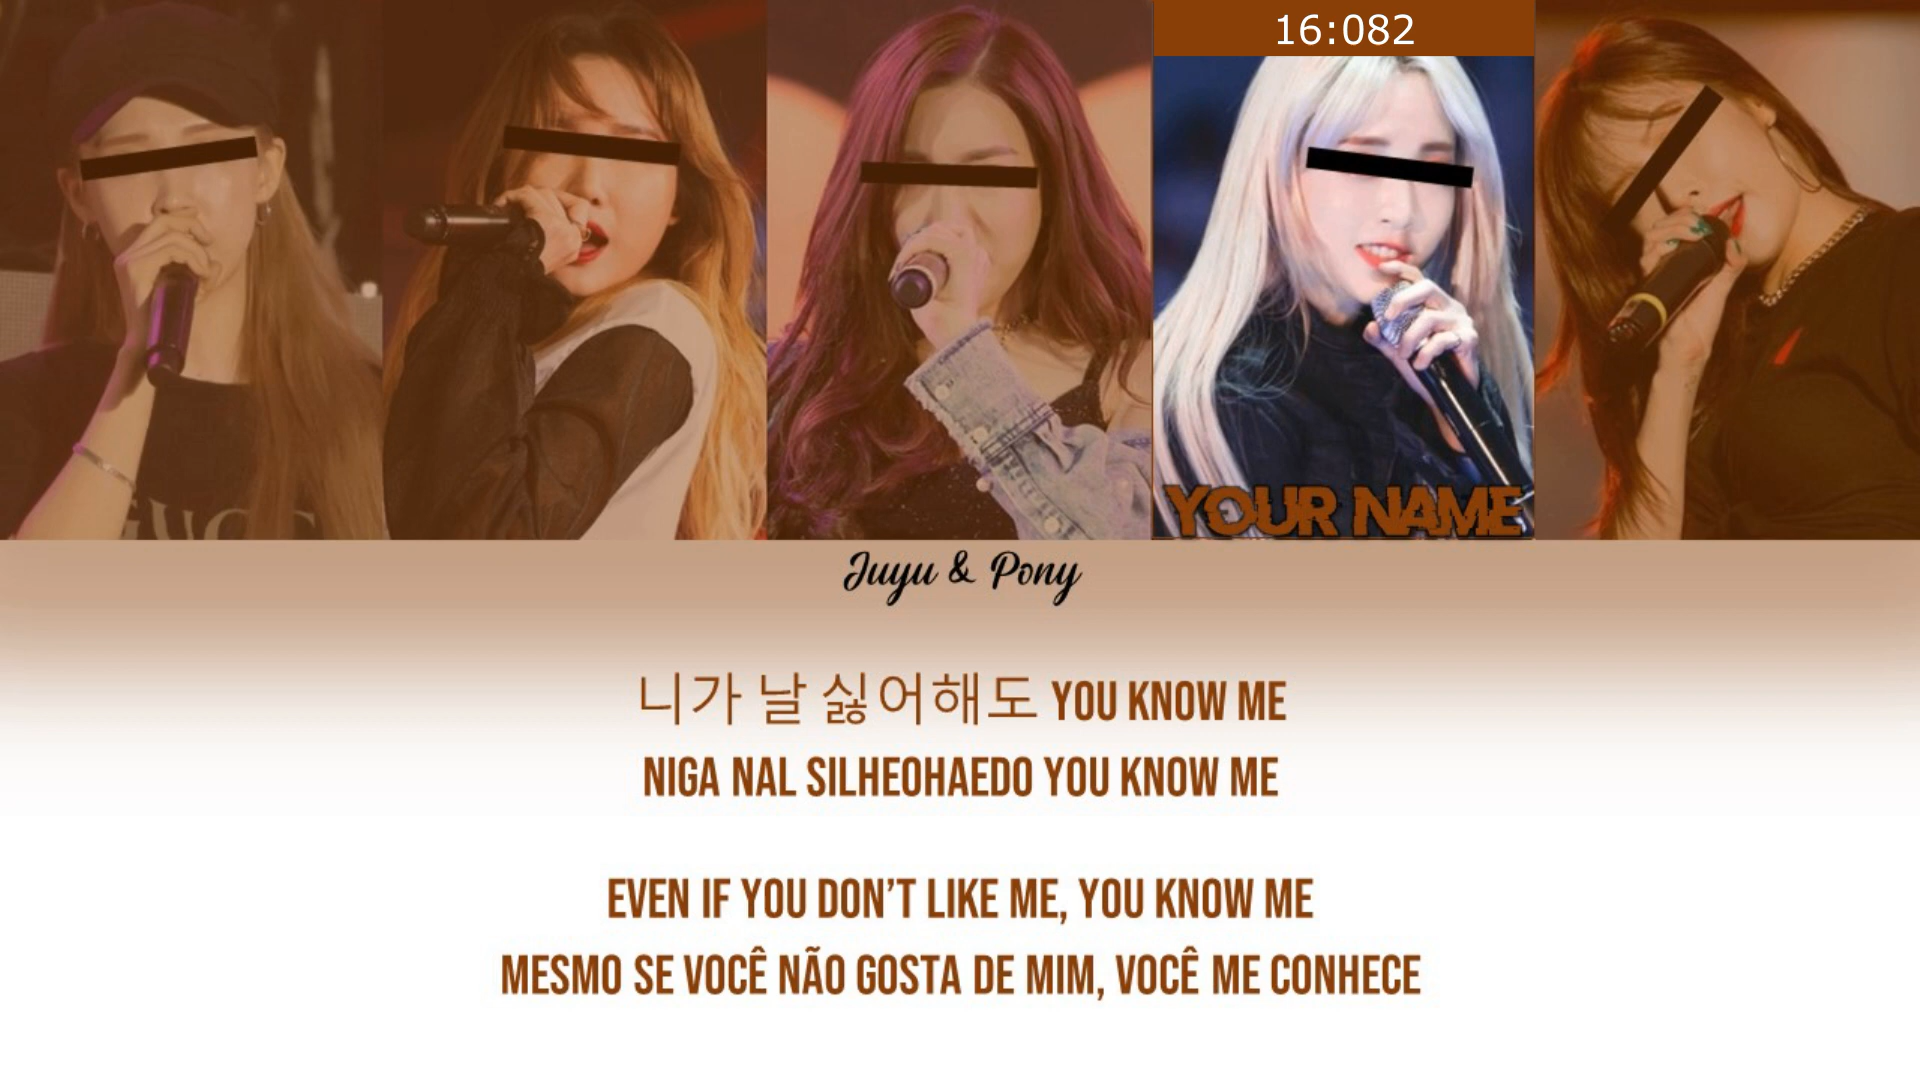 16:082
GUCC
YOUR NAME
Juyu & Pony
니가 날 싫어해도 YOU KNOW ME
NIGA NAL SILHEOHAEDO YOU KNOW ME
EVEN IF YOU DON'T LIKE ME, YOU KNOW ME
MESMO SE VOCÊ NÃO GOSTA DE MIM, VOCÊ ME CONHECE